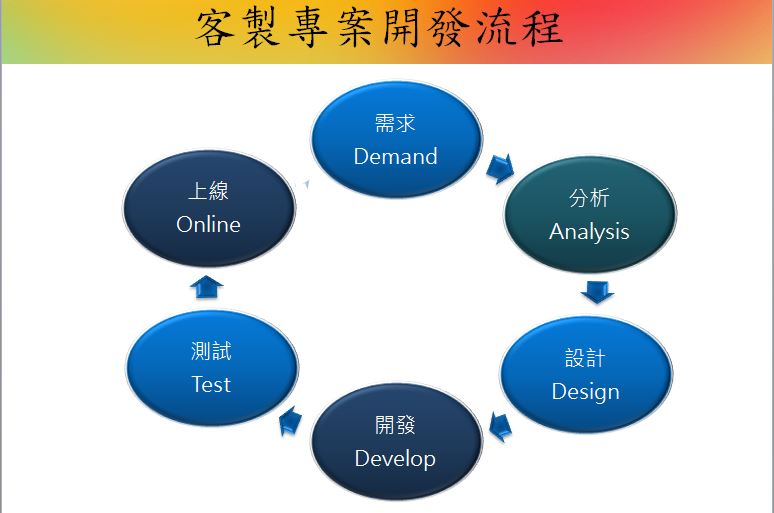 客製專案開發流程
需求
Demand
分析
Analysis
設計
Design
開發
Develop
測試
Test
上線
Online